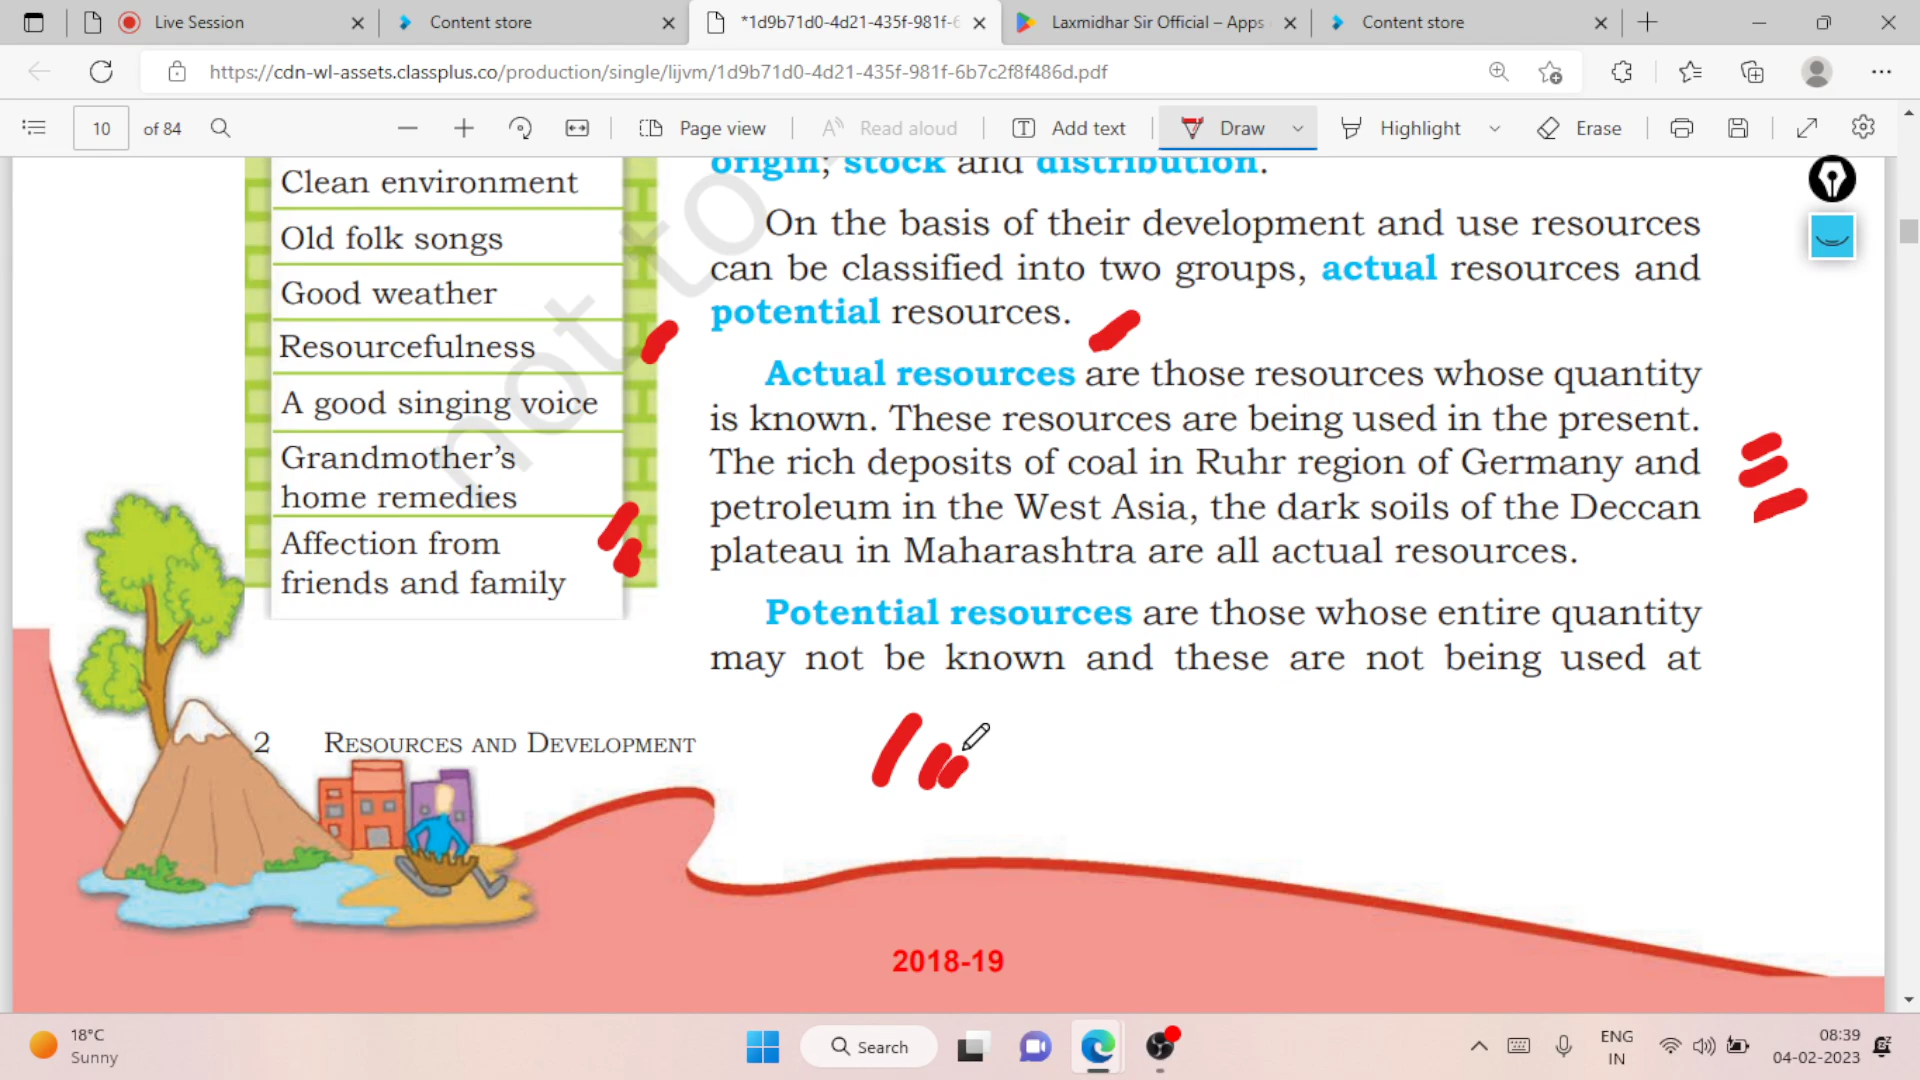 Live Session
Content store
*1d9b71d0-4d21-435f-981f-6
Laxmidhar Sir Official – Apps
Content store
https://cdn-wl-assets.classplus.co/production/single/lijvm/1d9b71d0-4d21-435f-981f-6b7c2f8f486d.pdf
10 of 84
Page view
Read aloud
Add text
Draw
Highlight
Erase
Clean environment
Old folk songs
Good weather
Resourcefulness
A good singing voice
Grandmother's
home remedies
Affection from
friends and family
not to
origin; stock and distribution.
On the basis of their development and use resources
can be classified into two groups, actual resources and
potential resources.
Actual resources are those resources whose quantity
is known. These resources are being used in the present.
The rich deposits of coal in Ruhr region of Germany and
petroleum in the West Asia, the dark soils of the Deccan
plateau in Maharashtra are all actual resources.
Potential resources are those whose entire quantity
may not be known and these are not being used at
2 RESOURCES AND DEVELOPMENT
2018-19
18°C
Sunny
Search
ENG
IN
08:39
04-02-2023